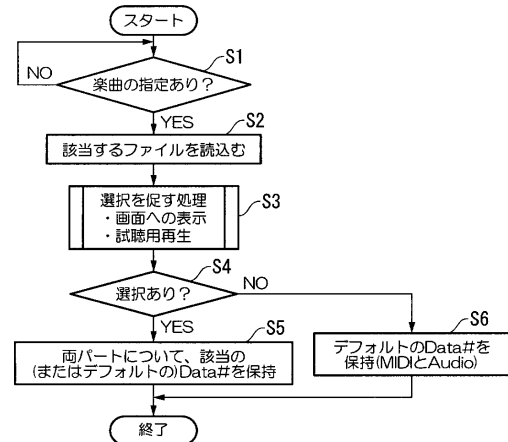 スタート
S1
NO
楽曲の指定あり？
YES
S2
該当するファイルを読込む
S3
選択を促す処理
・画面への表示
・試聴用再生
S4
選択あり？
NO
YES
S5
両パートについて、該当の
(またはデフォルトの)Data#を保持
S6
デフォルトのData#を
保持(MIDIとAudio)
終了